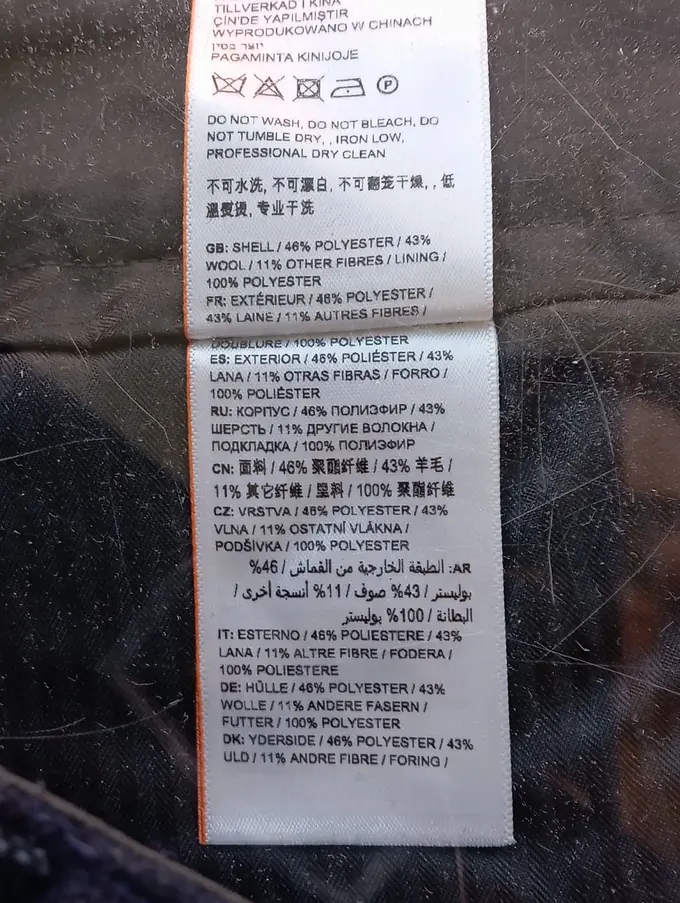 TILLVERKAD I KINA
ÇİN'DE YAPILMIŞTIR
WYPRODUKOWANO W CHINACH
יוצר בסין
PAGAMINTA KINIJOJE
P
DO NOT WASH, DO NOT BLEACH, DO
NOT TUMBLE DRY, , IRON LOW,
PROFESSIONAL DRY CLEAN
不可水洗, 不可漂白, 不可翻笼干燥, , 低
温熨烫, 专业干洗
GB: SHELL / 46% POLYESTER / 43%
WOOL / 11% OTHER FIBRES / LINING /
100% POLYESTER
FR: EXTÉRIEUR / 46% POLYESTER /
43% LAINE / 11% AUTRES FIBRES /
DOUBLURE / 100% POLYESTER
ES: EXTERIOR / 46% POLIÉSTER / 43%
LANA / 11% OTRAS FIBRAS / FORRO /
100% POLIÉSTER
RU: КОРПУС / 46% ПОЛИЭФИР / 43%
ШЕРСТЬ / 11% ДРУГИЕ ВОЛОКНА /
ПОДКЛАДКА / 100% ПОЛИЭФИР
CN: 面料 / 46% 聚酯纤维 / 43% 羊毛 /
11% 其它纤维 / 里料 / 100% 聚酯纤维
CZ: VRSTVA / 46% POLYESTER / 43%
VLNA / 11% OSTATNÍ VLÁKNA /
PODŠÍVKA / 100% POLYESTER
AR: الطبقة الخارجية من القماش / 46%
بوليستر / 43% صوف / 11% أنسجة أخرى /
البطانة / 100% بوليستر
IT: ESTERNO / 46% POLIESTERE / 43%
LANA / 11% ALTRE FIBRE / FODERA /
100% POLIESTERE
DE: HÜLLE / 46% POLYESTER / 43%
WOLLE / 11% ANDERE FASERN /
FUTTER / 100% POLYESTER
DK: YDERSIDE / 46% POLYESTER / 43%
ULD / 11% ANDRE FIBRE / FORING /